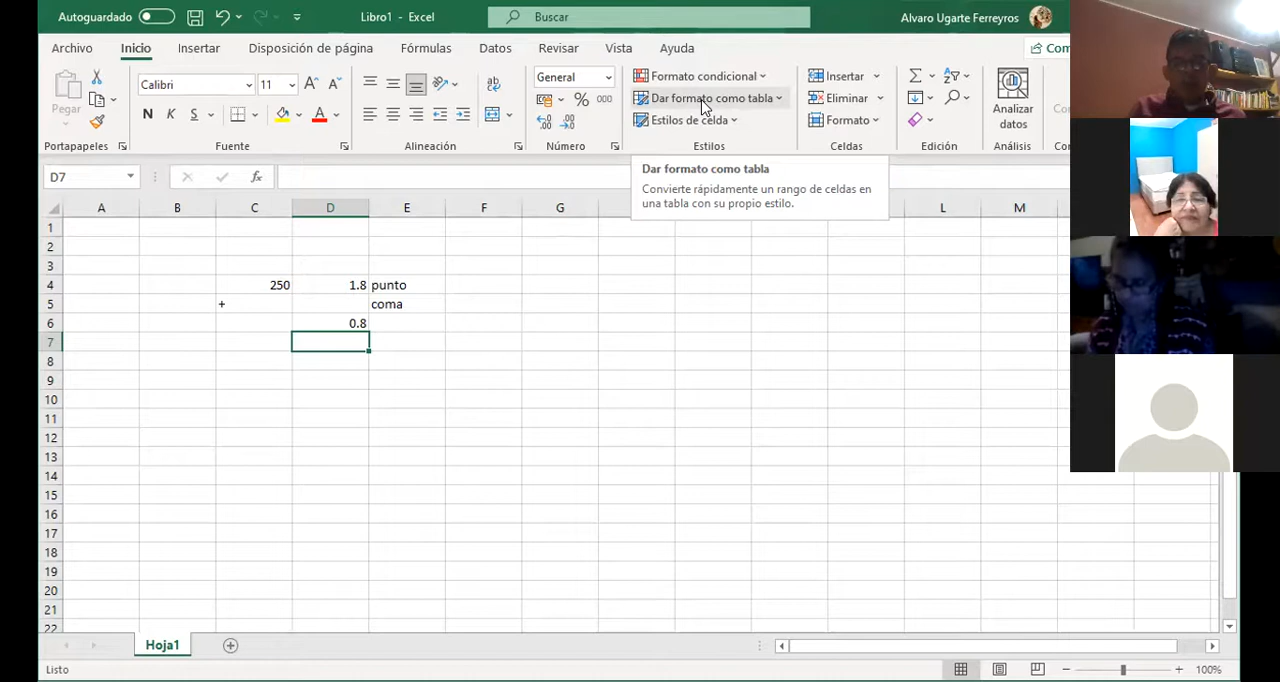 Autoguardado
Libro1 - Excel
Buscar
Alvaro Ugarte Ferreyros
Archivo Inicio Insertar Disposición de página Fórmulas Datos Revisar Vista Ayuda Com
Pegar
Portapapeles
Calibri 11
N K S
Fuente
ab
Alineación
General
% 000
Número
Formato condicional
Dar formato como tabla
Estilos de celda
Estilos
Insertar
Eliminar
Formato
Celdas
Edición
Analizar
datos
Análisis
Co
D7
fx
Dar formato como tabla
Convierte rápidamente un rango de celdas en
una tabla con su propio estilo.
A B C D E F G L M
1
2
3
4 250 1.8 punto
5 + coma
6 0.8
7
8
9
10
11
12
13
14
15
16
17
18
19
20
21
22
Hoja1
Listo
100%